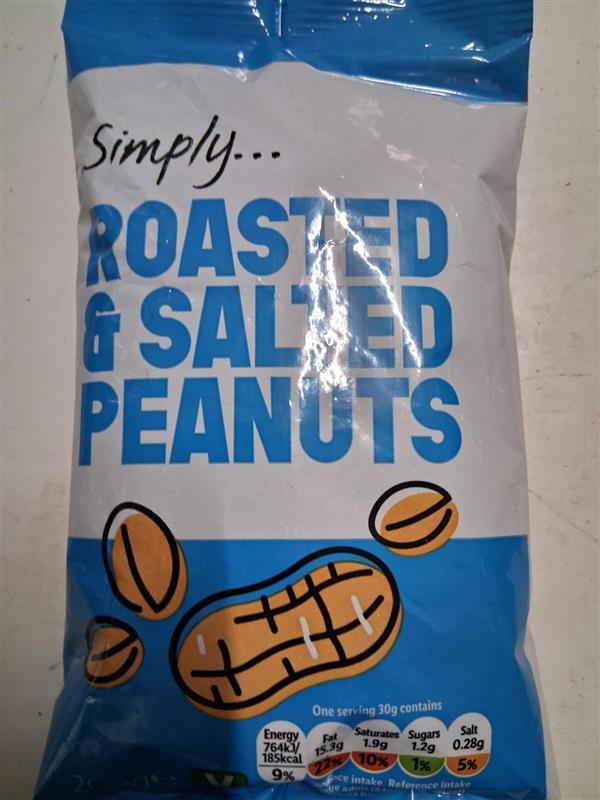 Simply...
ROASTED
& SALTED
PEANUTS
One serving 30g contains
Energy
764kJ/
185kcal
9%
Fat
15.3g
22%
Saturates
1.9g
10%
Sugars
1.2g
1%
Salt
0.28g
5%
intake. Reference intake
V